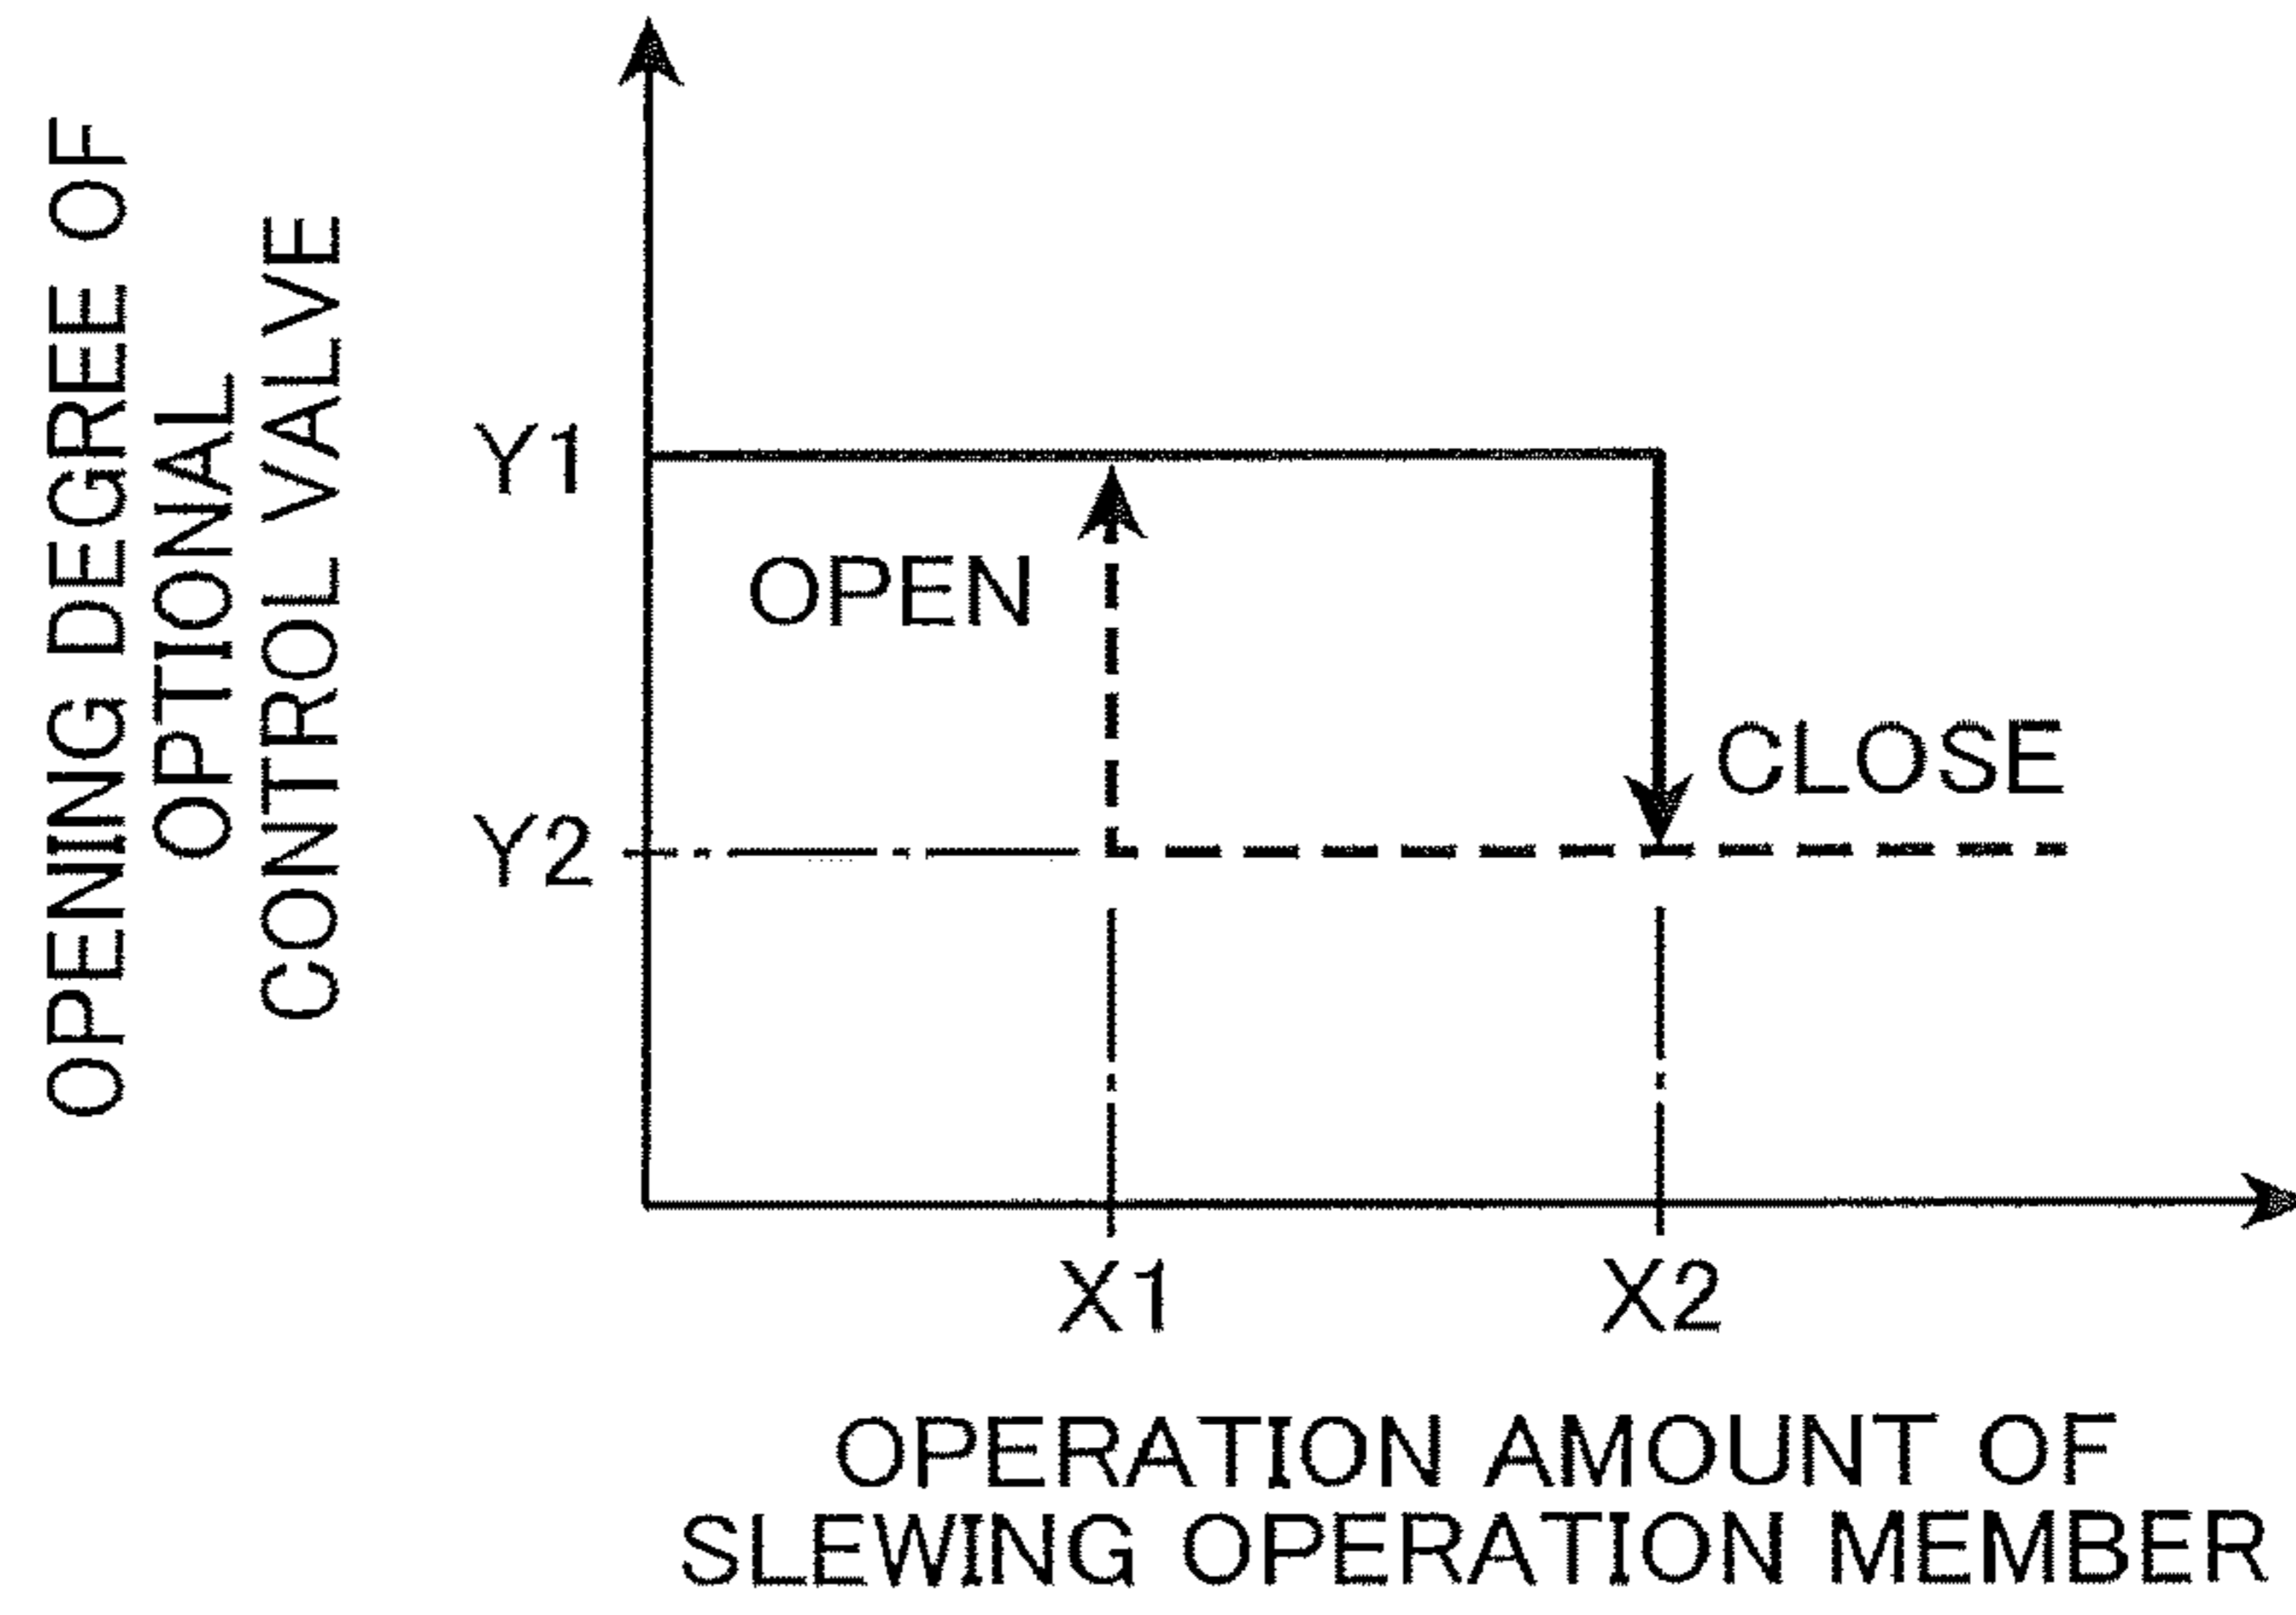 OPENING DEGREE OF
OPTIONAL
CONTROL VALVE
Y1
OPEN
CLOSE
Y2
X1
X2
OPERATION AMOUNT OF
SLEWING OPERATION MEMBER